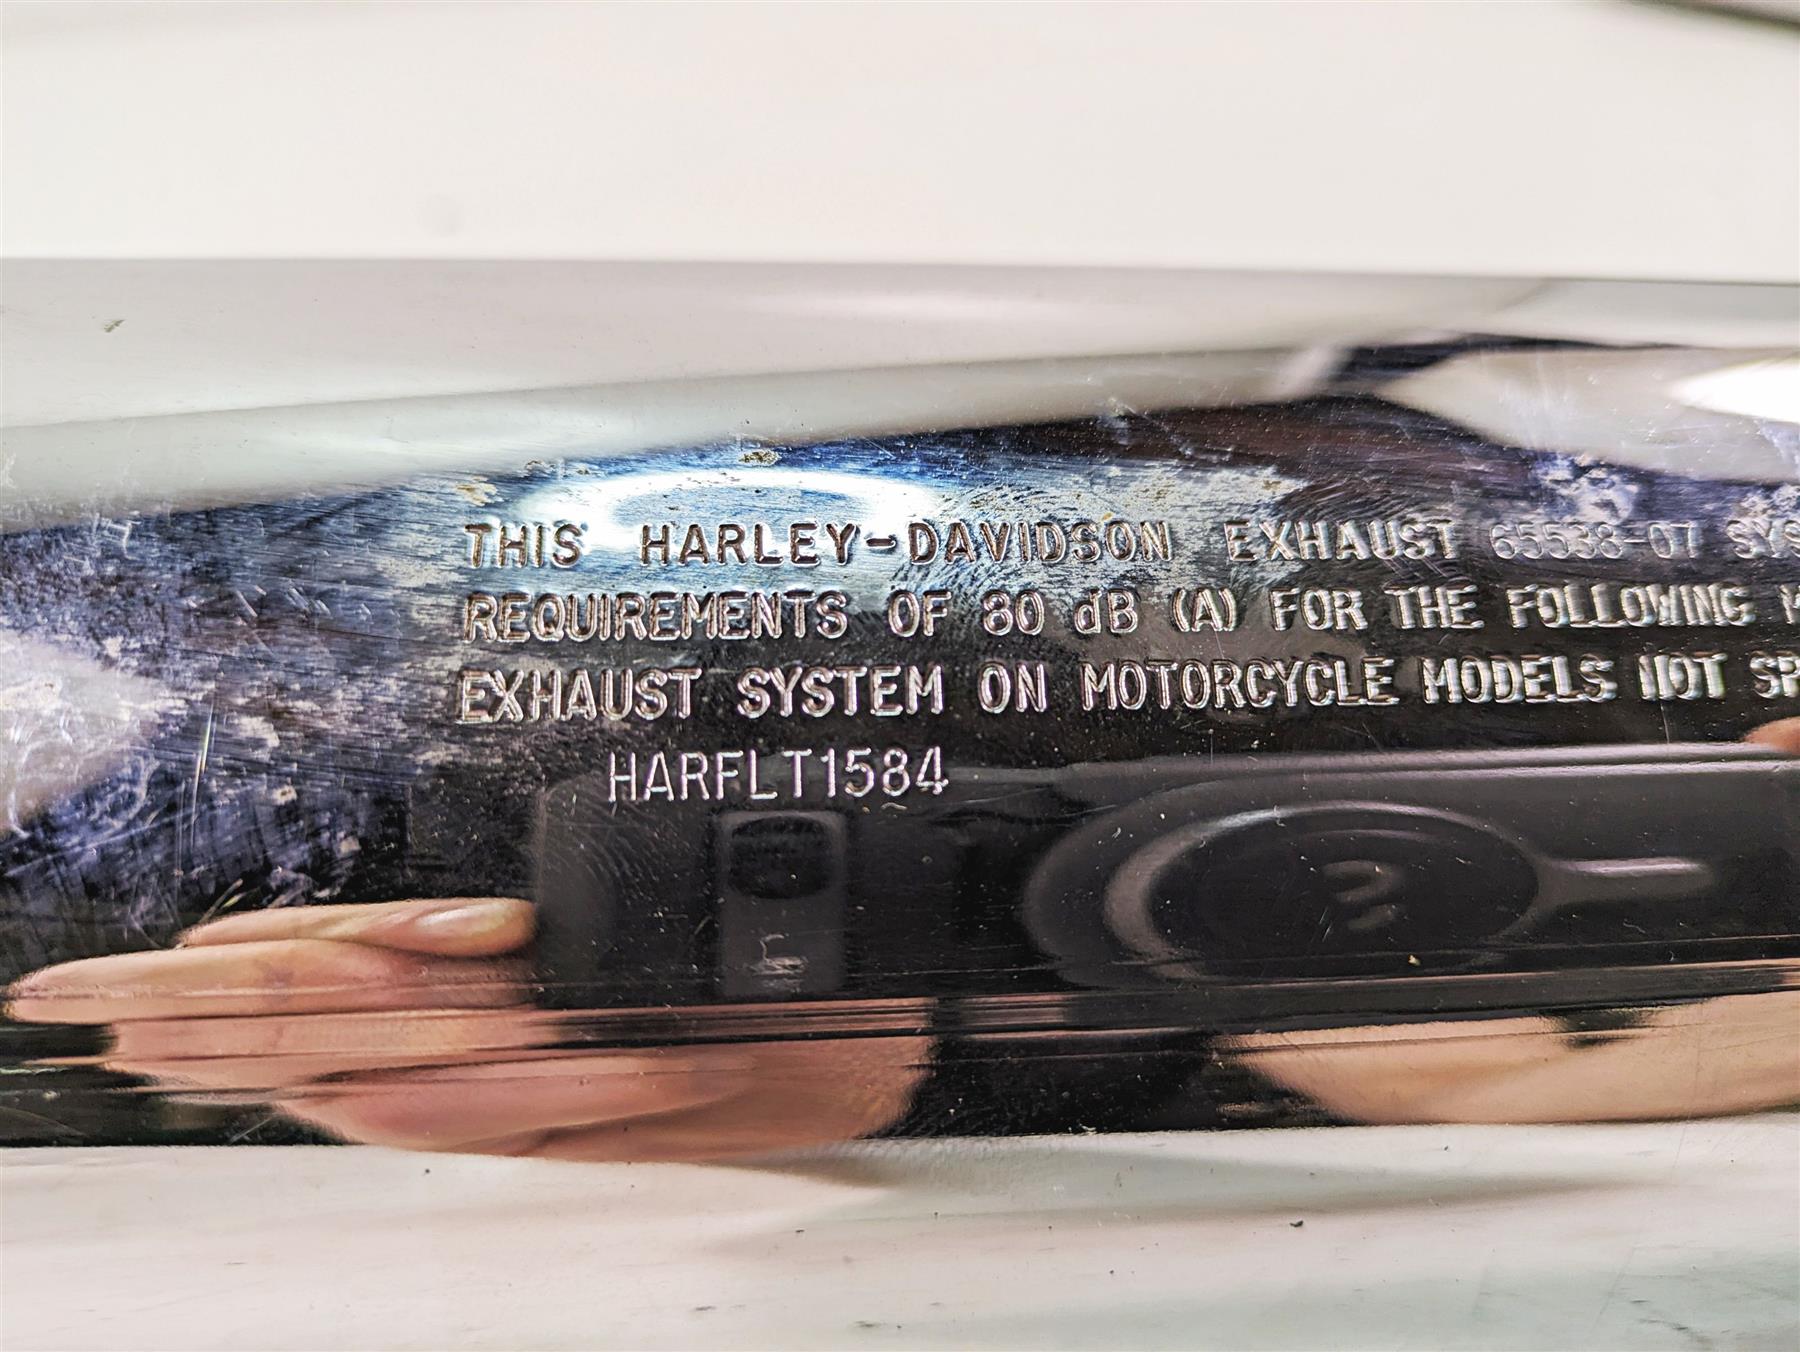 THIS HARLEY-DAVIDSON EXHAUST 65538-07
REQUIREMENTS OF 80 dB (A) FOR THE FOLLOWING
EXHAUST SYSTEM ON MOTORCYCLE MODELS NOT
HARFLT1584